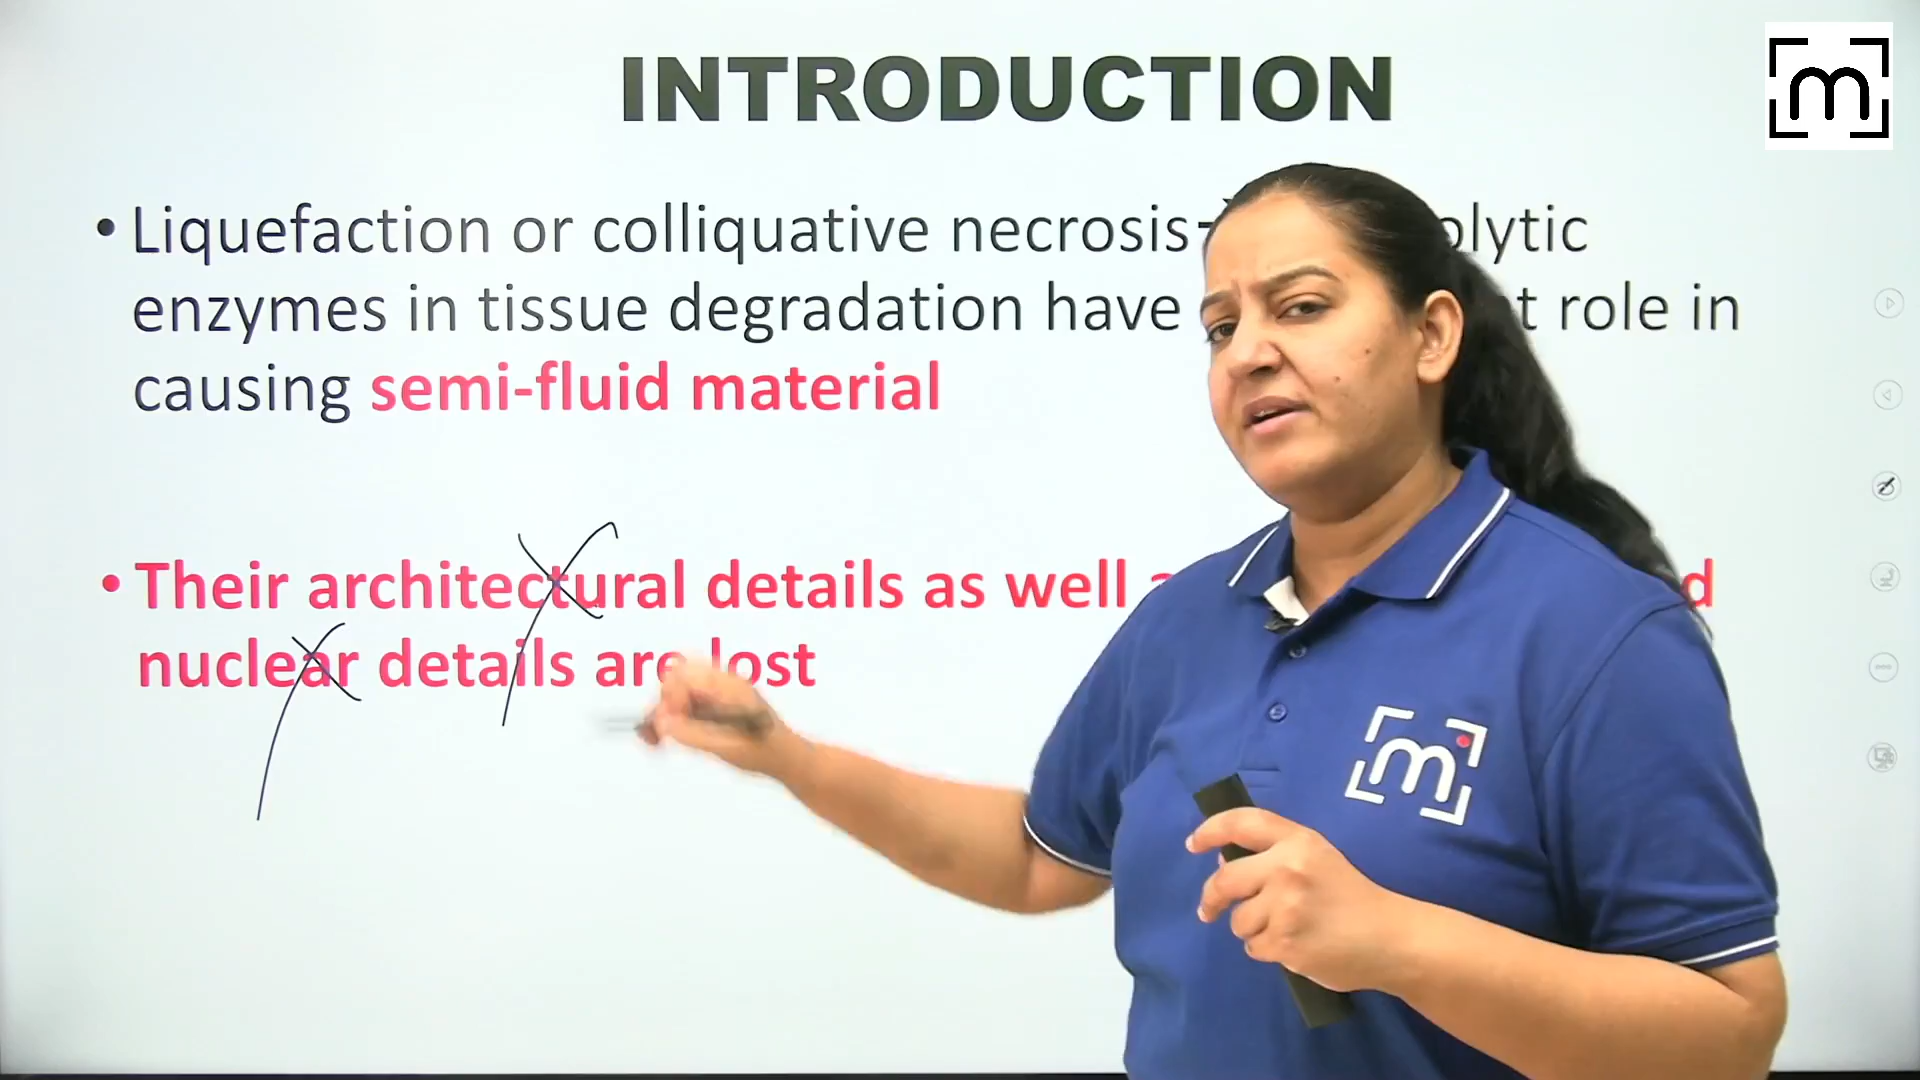 INTRODUCTION
m
• Liquefaction or colliquative necrosis
enzymes in tissue degradation have role in
causing semi-fluid material
• Their architectural details as well
nuclear details are lost
m